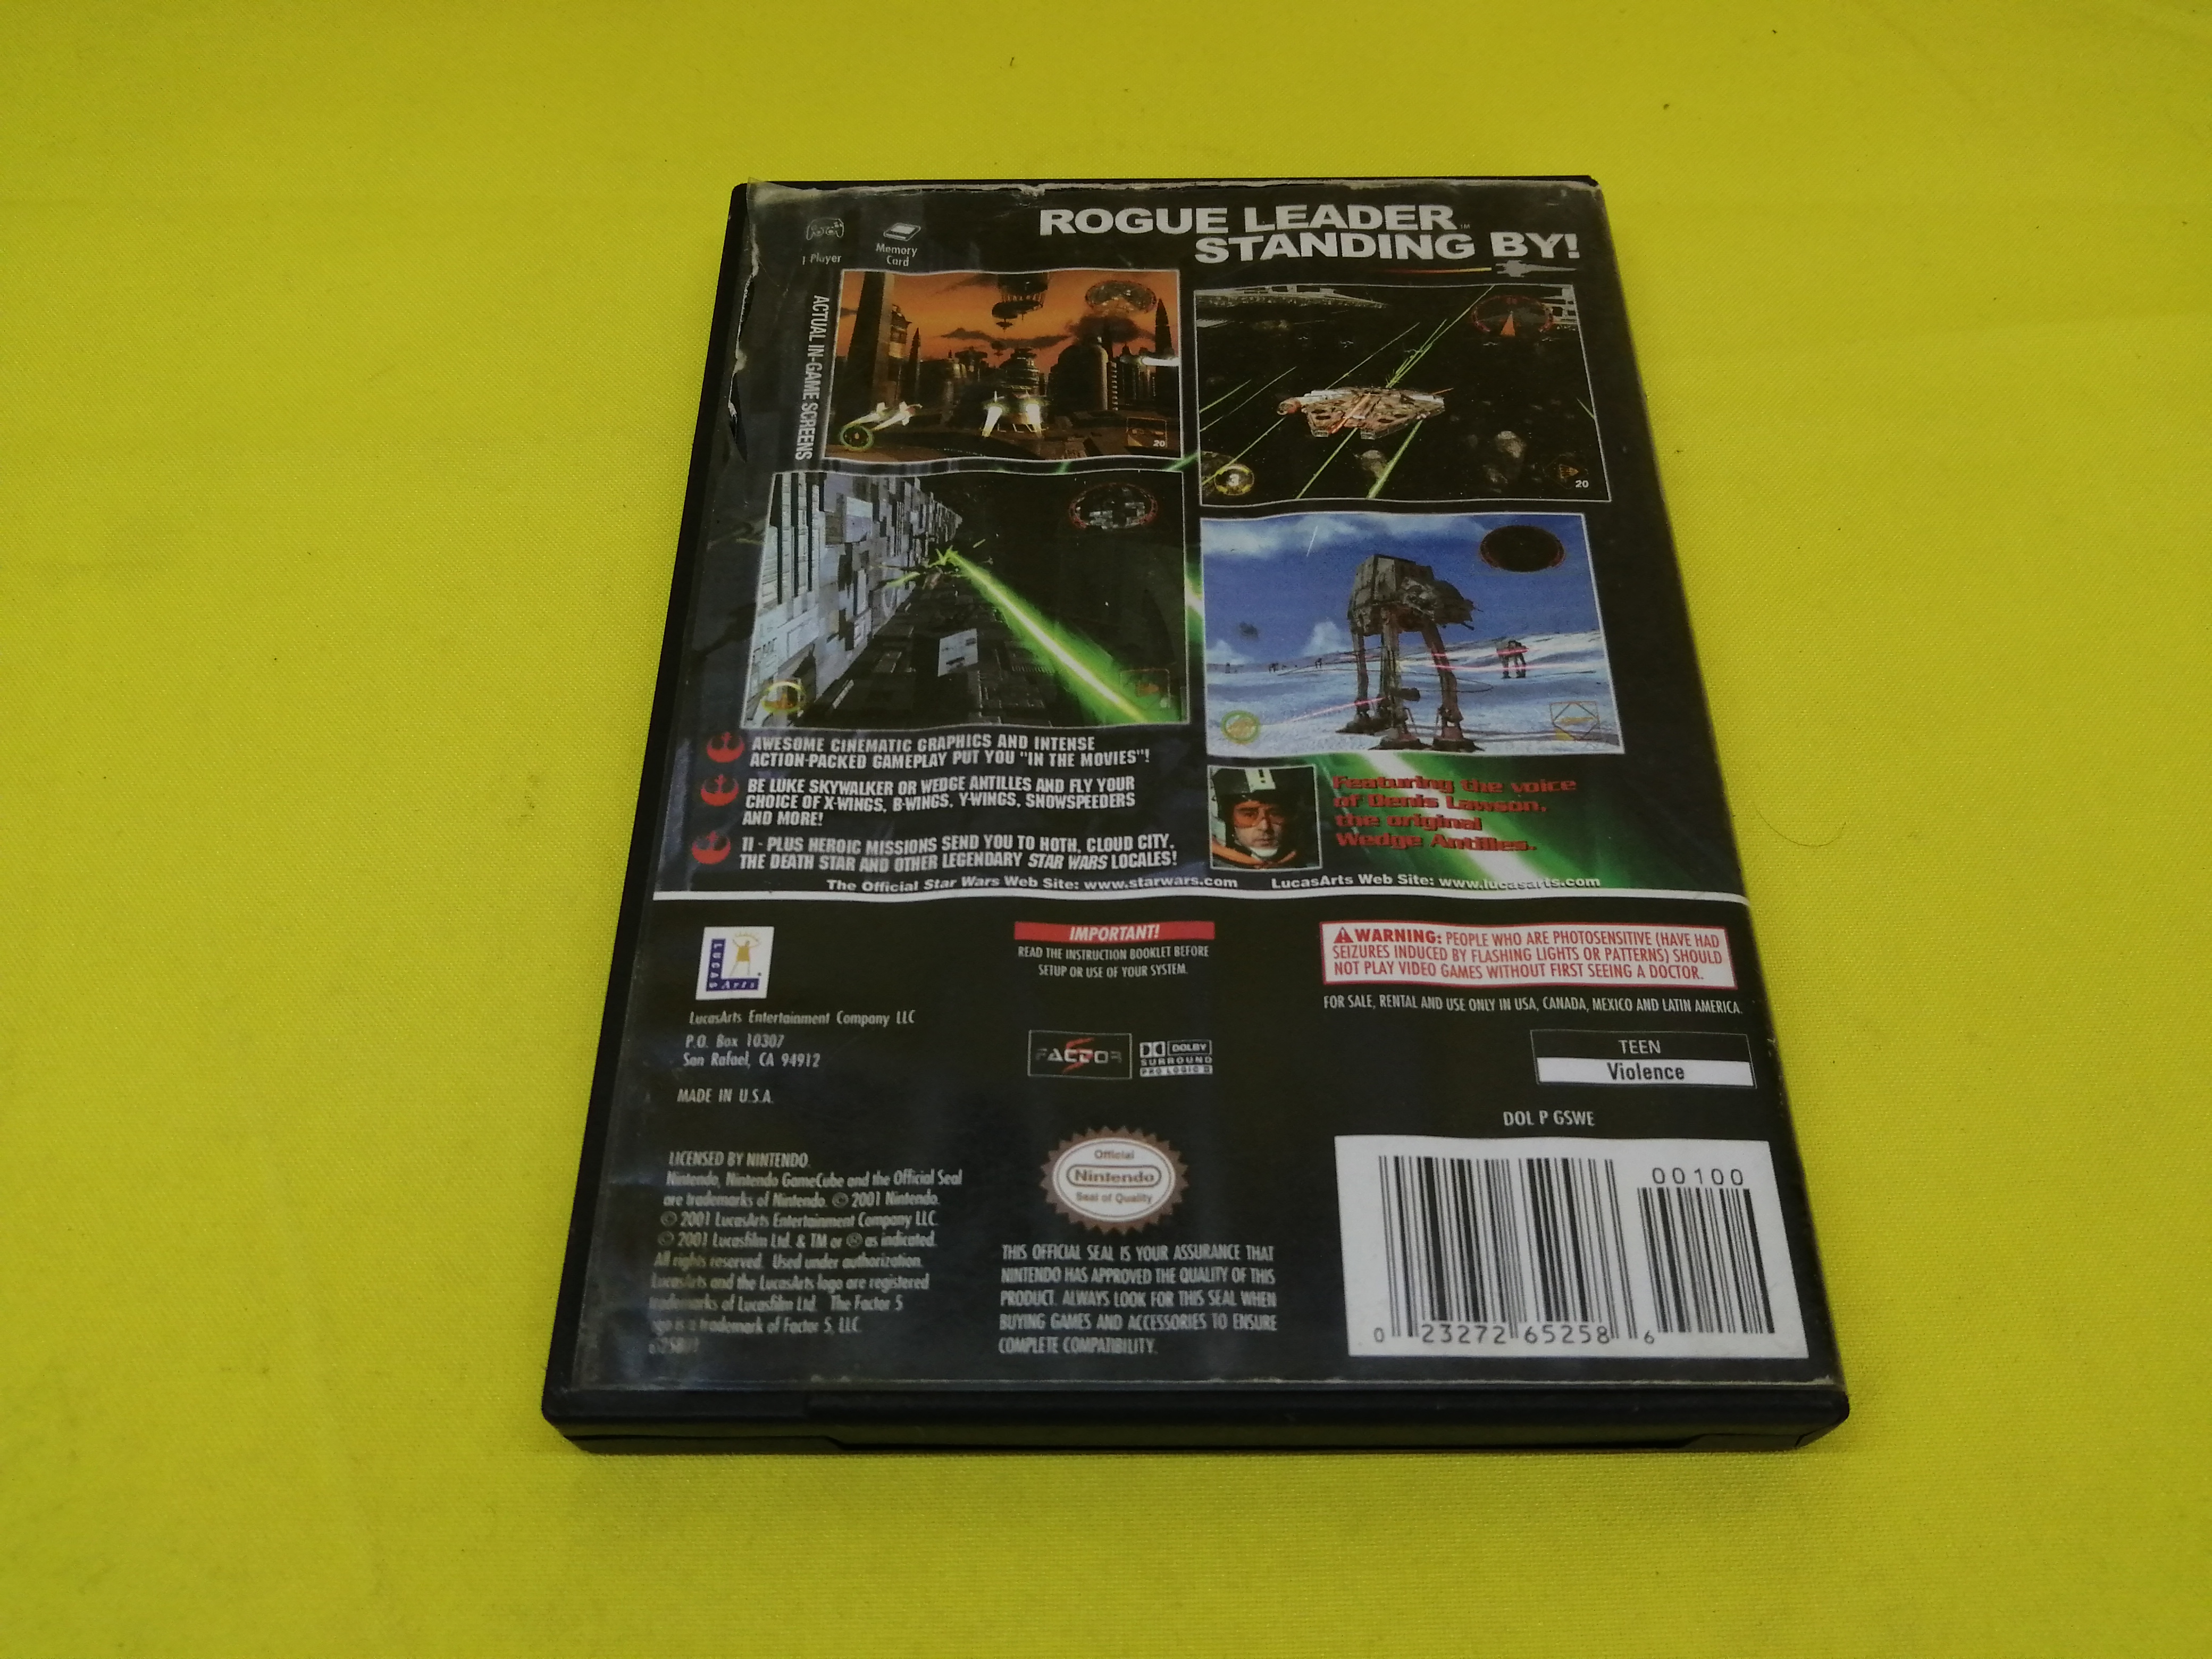 ROGUE LEADER™
STANDING BY!
1 Player
Memory
Card
ACTUAL IN-GAME SCREENS
20
3
20
AWESOME CINEMATIC GRAPHICS AND INTENSE
ACTION-PACKED GAMEPLAY PUT YOU "IN THE MOVIES"!
BE LUKE SKYWALKER OR WEDGE ANTILLES AND FLY YOUR
CHOICE OF X-WINGS, B-WINGS, Y-WINGS, SNOWSPEEDERS
AND MORE!
11 - PLUS HEROIC MISSIONS SEND YOU TO HOTH, CLOUD CITY,
THE DEATH STAR AND OTHER LEGENDARY STAR WARS LOCALES!
Featuring the voice
of Denis Lawson,
the original
Wedge Antilles.
The Official Star Wars Web Site: www.starwars.com LucasArts Web Site: www.lucasarts.com
LUCAS
Arts
LucasArts Entertainment Company LLC
P.O. Box 10307
San Rafael, CA 94912
MADE IN U.S.A.
IMPORTANT!
READ THE INSTRUCTION BOOKLET BEFORE
SETUP OR USE OF YOUR SYSTEM.
WARNING: PEOPLE WHO ARE PHOTOSENSITIVE (HAVE HAD
SEIZURES INDUCED BY FLASHING LIGHTS OR PATTERNS) SHOULD
NOT PLAY VIDEO GAMES WITHOUT FIRST SEEING A DOCTOR.
FOR SALE, RENTAL AND USE ONLY IN USA, CANADA, MEXICO AND LATIN AMERICA.
FACTOR 5
DOLBY
SURROUND
PRO LOGIC II
TEEN
Violence
DOL P GSWE
LICENSED BY NINTENDO.
Nintendo, Nintendo GameCube and the Official Seal
are trademarks of Nintendo. © 2001 Nintendo.
© 2001 LucasArts Entertainment Company LLC.
© 2001 Lucasfilm Ltd. & TM or ® as indicated.
All rights reserved. Used under authorization.
LucasArts and the LucasArts logo are registered
trademarks of Lucasfilm Ltd. The Factor 5
is a trademark of Factor 5, LLC.
Official
Nintendo
Seal of Quality
THIS OFFICIAL SEAL IS YOUR ASSURANCE THAT
NINTENDO HAS APPROVED THE QUALITY OF THIS
PRODUCT. ALWAYS LOOK FOR THIS SEAL WHEN
BUYING GAMES AND ACCESSORIES TO ENSURE
COMPLETE COMPATIBILITY.
00100
0 23272 65258 6